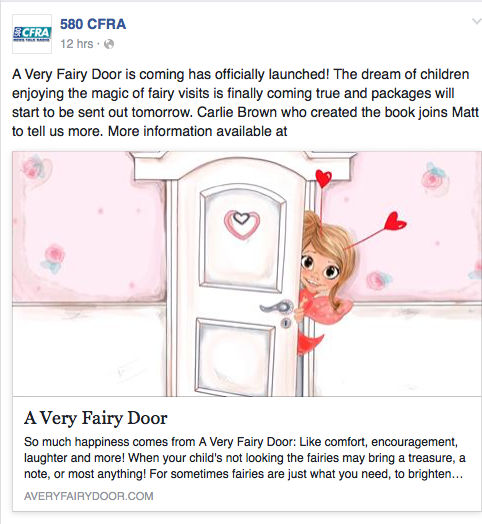 580 CFRA
CFRA
NEWS TALK RADIO
12 hrs ·
A Very Fairy Door is coming has officially launched! The dream of children
enjoying the magic of fairy visits is finally coming true and packages will
start to be sent out tomorrow. Carlie Brown who created the book joins Matt
to tell us more. More information available at
A Very Fairy Door
So much happiness comes from A Very Fairy Door: Like comfort, encouragement,
laughter and more! When your child's not looking the fairies may bring a treasure, a
note, or most anything! For sometimes fairies are just what you need, to brighten…
AVERYFAIRYDOOR.COM